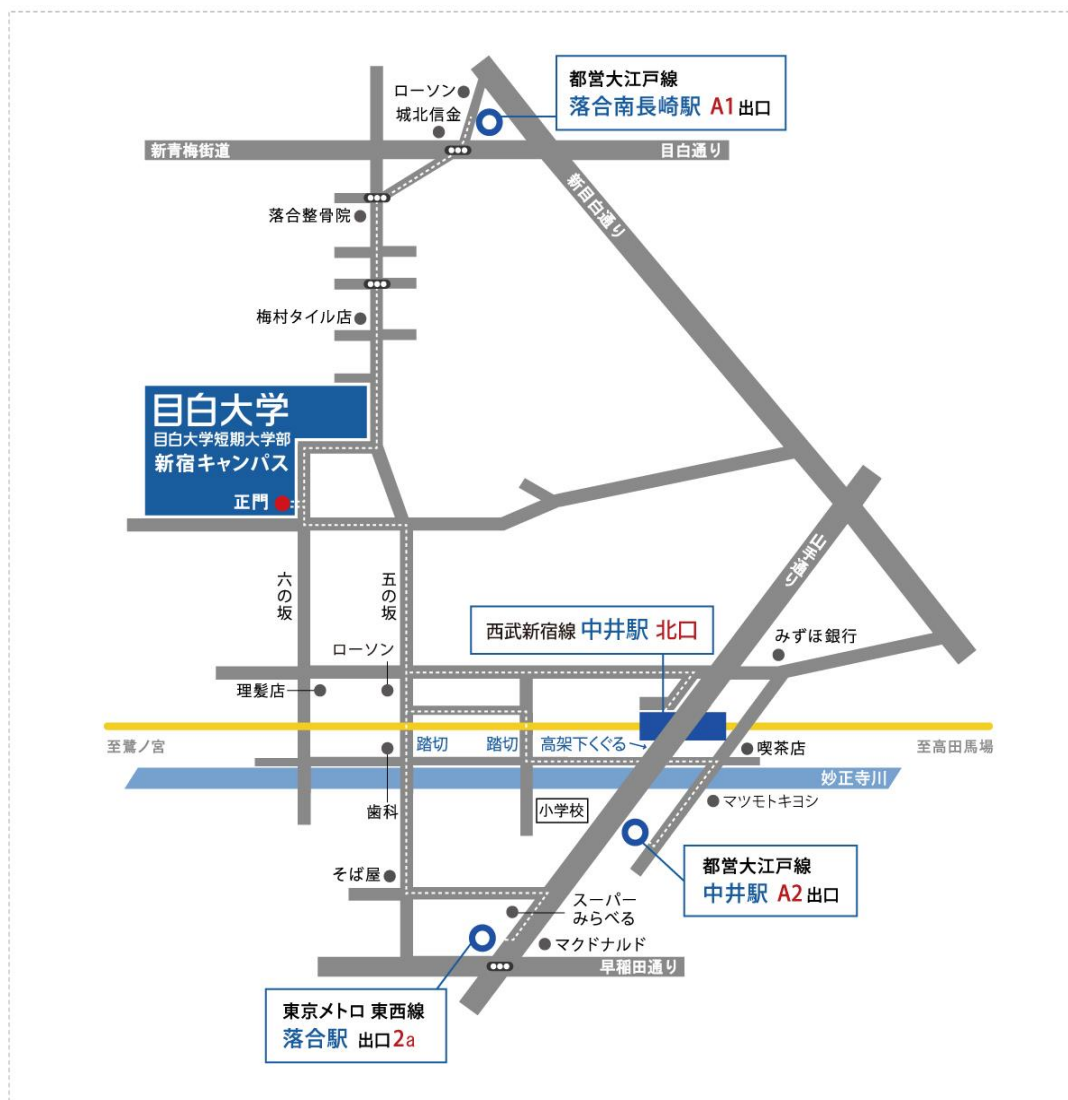 都営大江戸線
落合南長崎駅 A1出口
ローソン
城北信金
新青梅街道
目白通り
新目白通り
落合整骨院
梅村タイル店
目白大学
目白大学短期大学部
新宿キャンパス
正門
山手通り
六の坂
五の坂
西武新宿線 中井駅 北口
みずほ銀行
ローソン
理髪店
至鷺ノ宮
踏切
踏切
高架下くぐる→
喫茶店
至高田馬場
妙正寺川
歯科
小学校
マツモトキヨシ
都営大江戸線
中井駅 A2出口
そば屋
スーパー
みらべる
マクドナルド
早稲田通り
東京メトロ 東西線
落合駅 出口2a